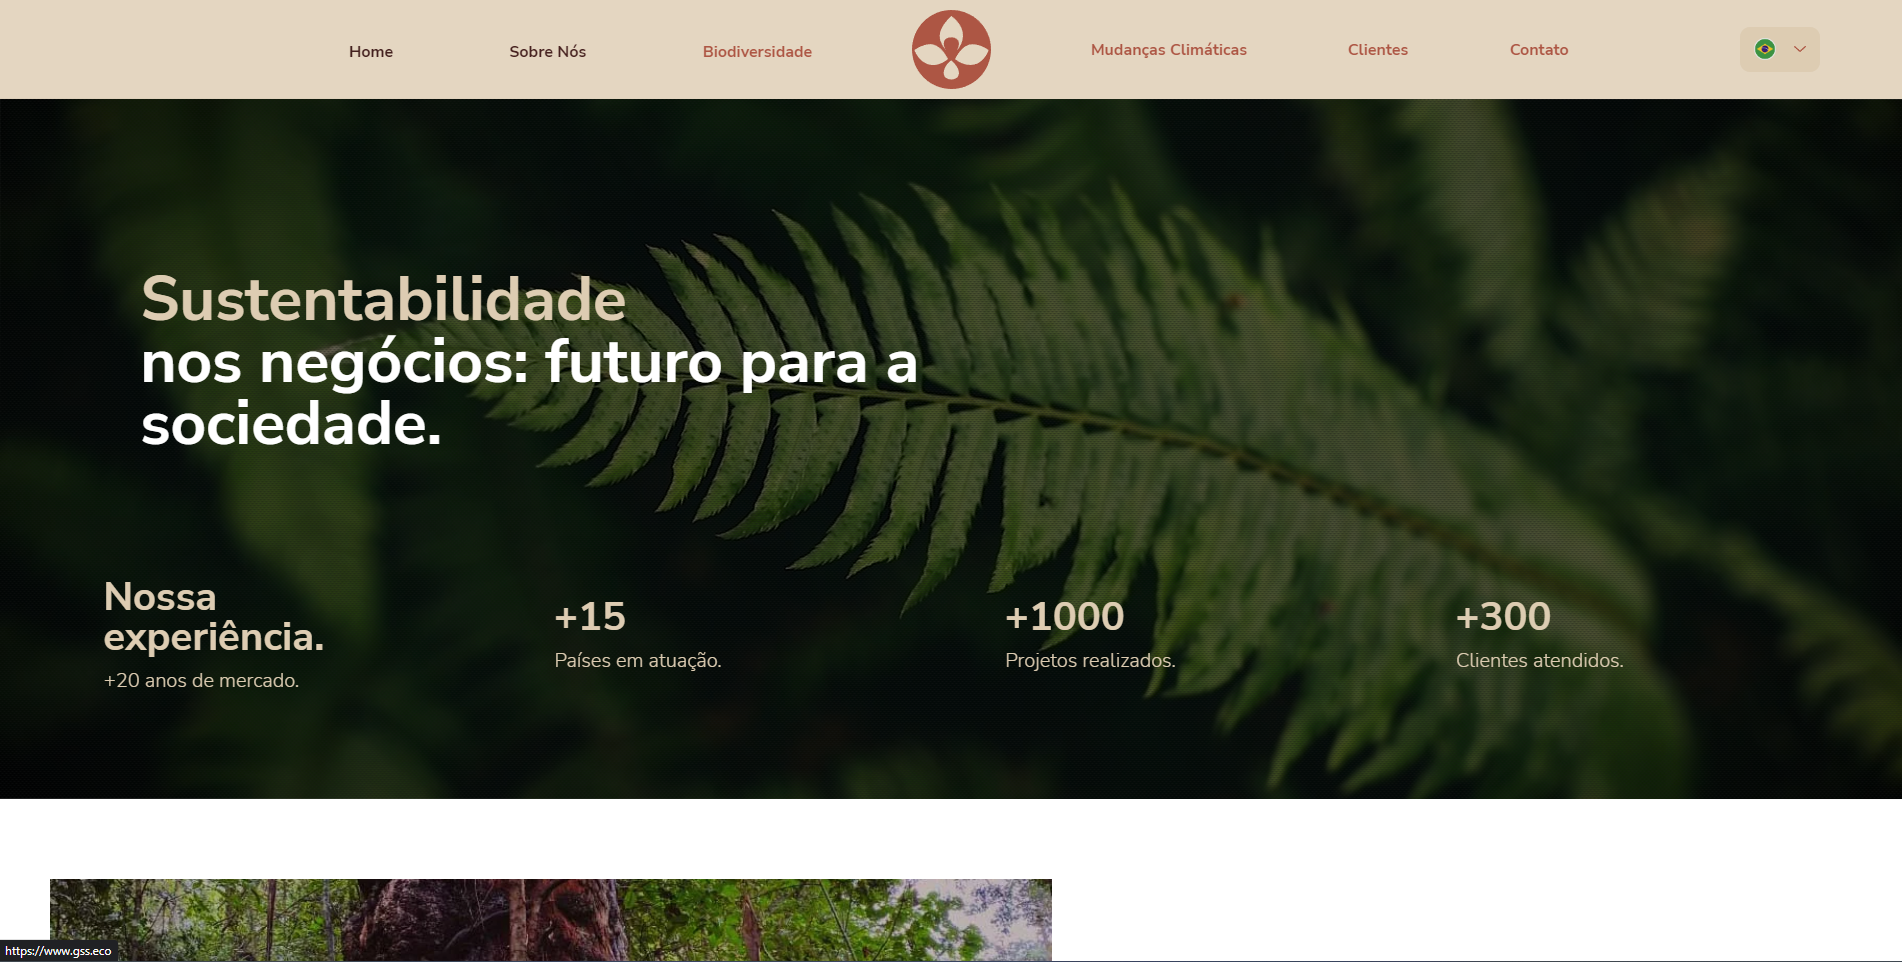 Home
Sobre Nós
Biodiversidade
Mudanças Climáticas
Clientes
Contato
Sustentabilidade
nos negócios: futuro para a
sociedade.
Nossa
experiência.
+20 anos de mercado.
+15
Países em atuação.
+1000
Projetos realizados.
+300
Clientes atendidos.
https://www.gss.eco